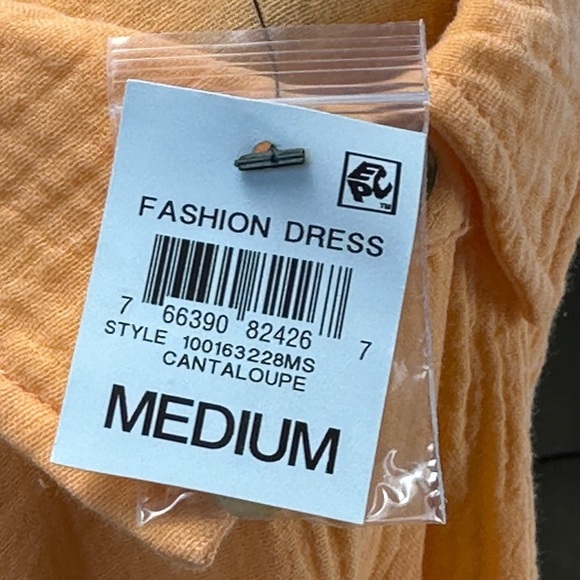 EPC
TM
FASHION DRESS
7 66390 82426 7
STYLE 100163228MS
CANTALOUPE
MEDIUM